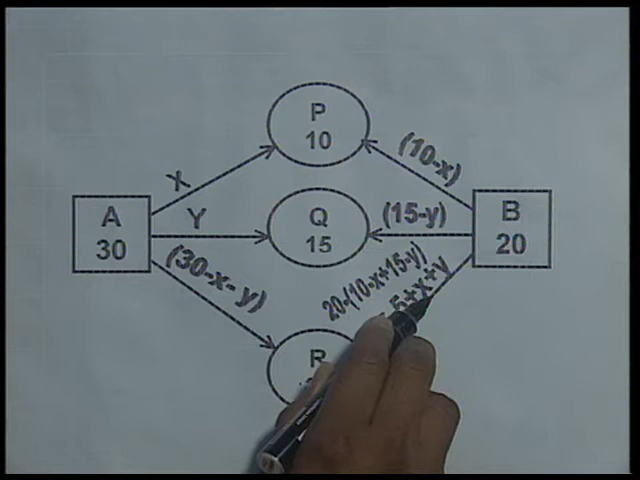 P
10
X
(10-x)
A
30
Y
Q
15
(15-y)
B
20
(30-x-y)
20-(10-x+15-y)
5+x+y
R